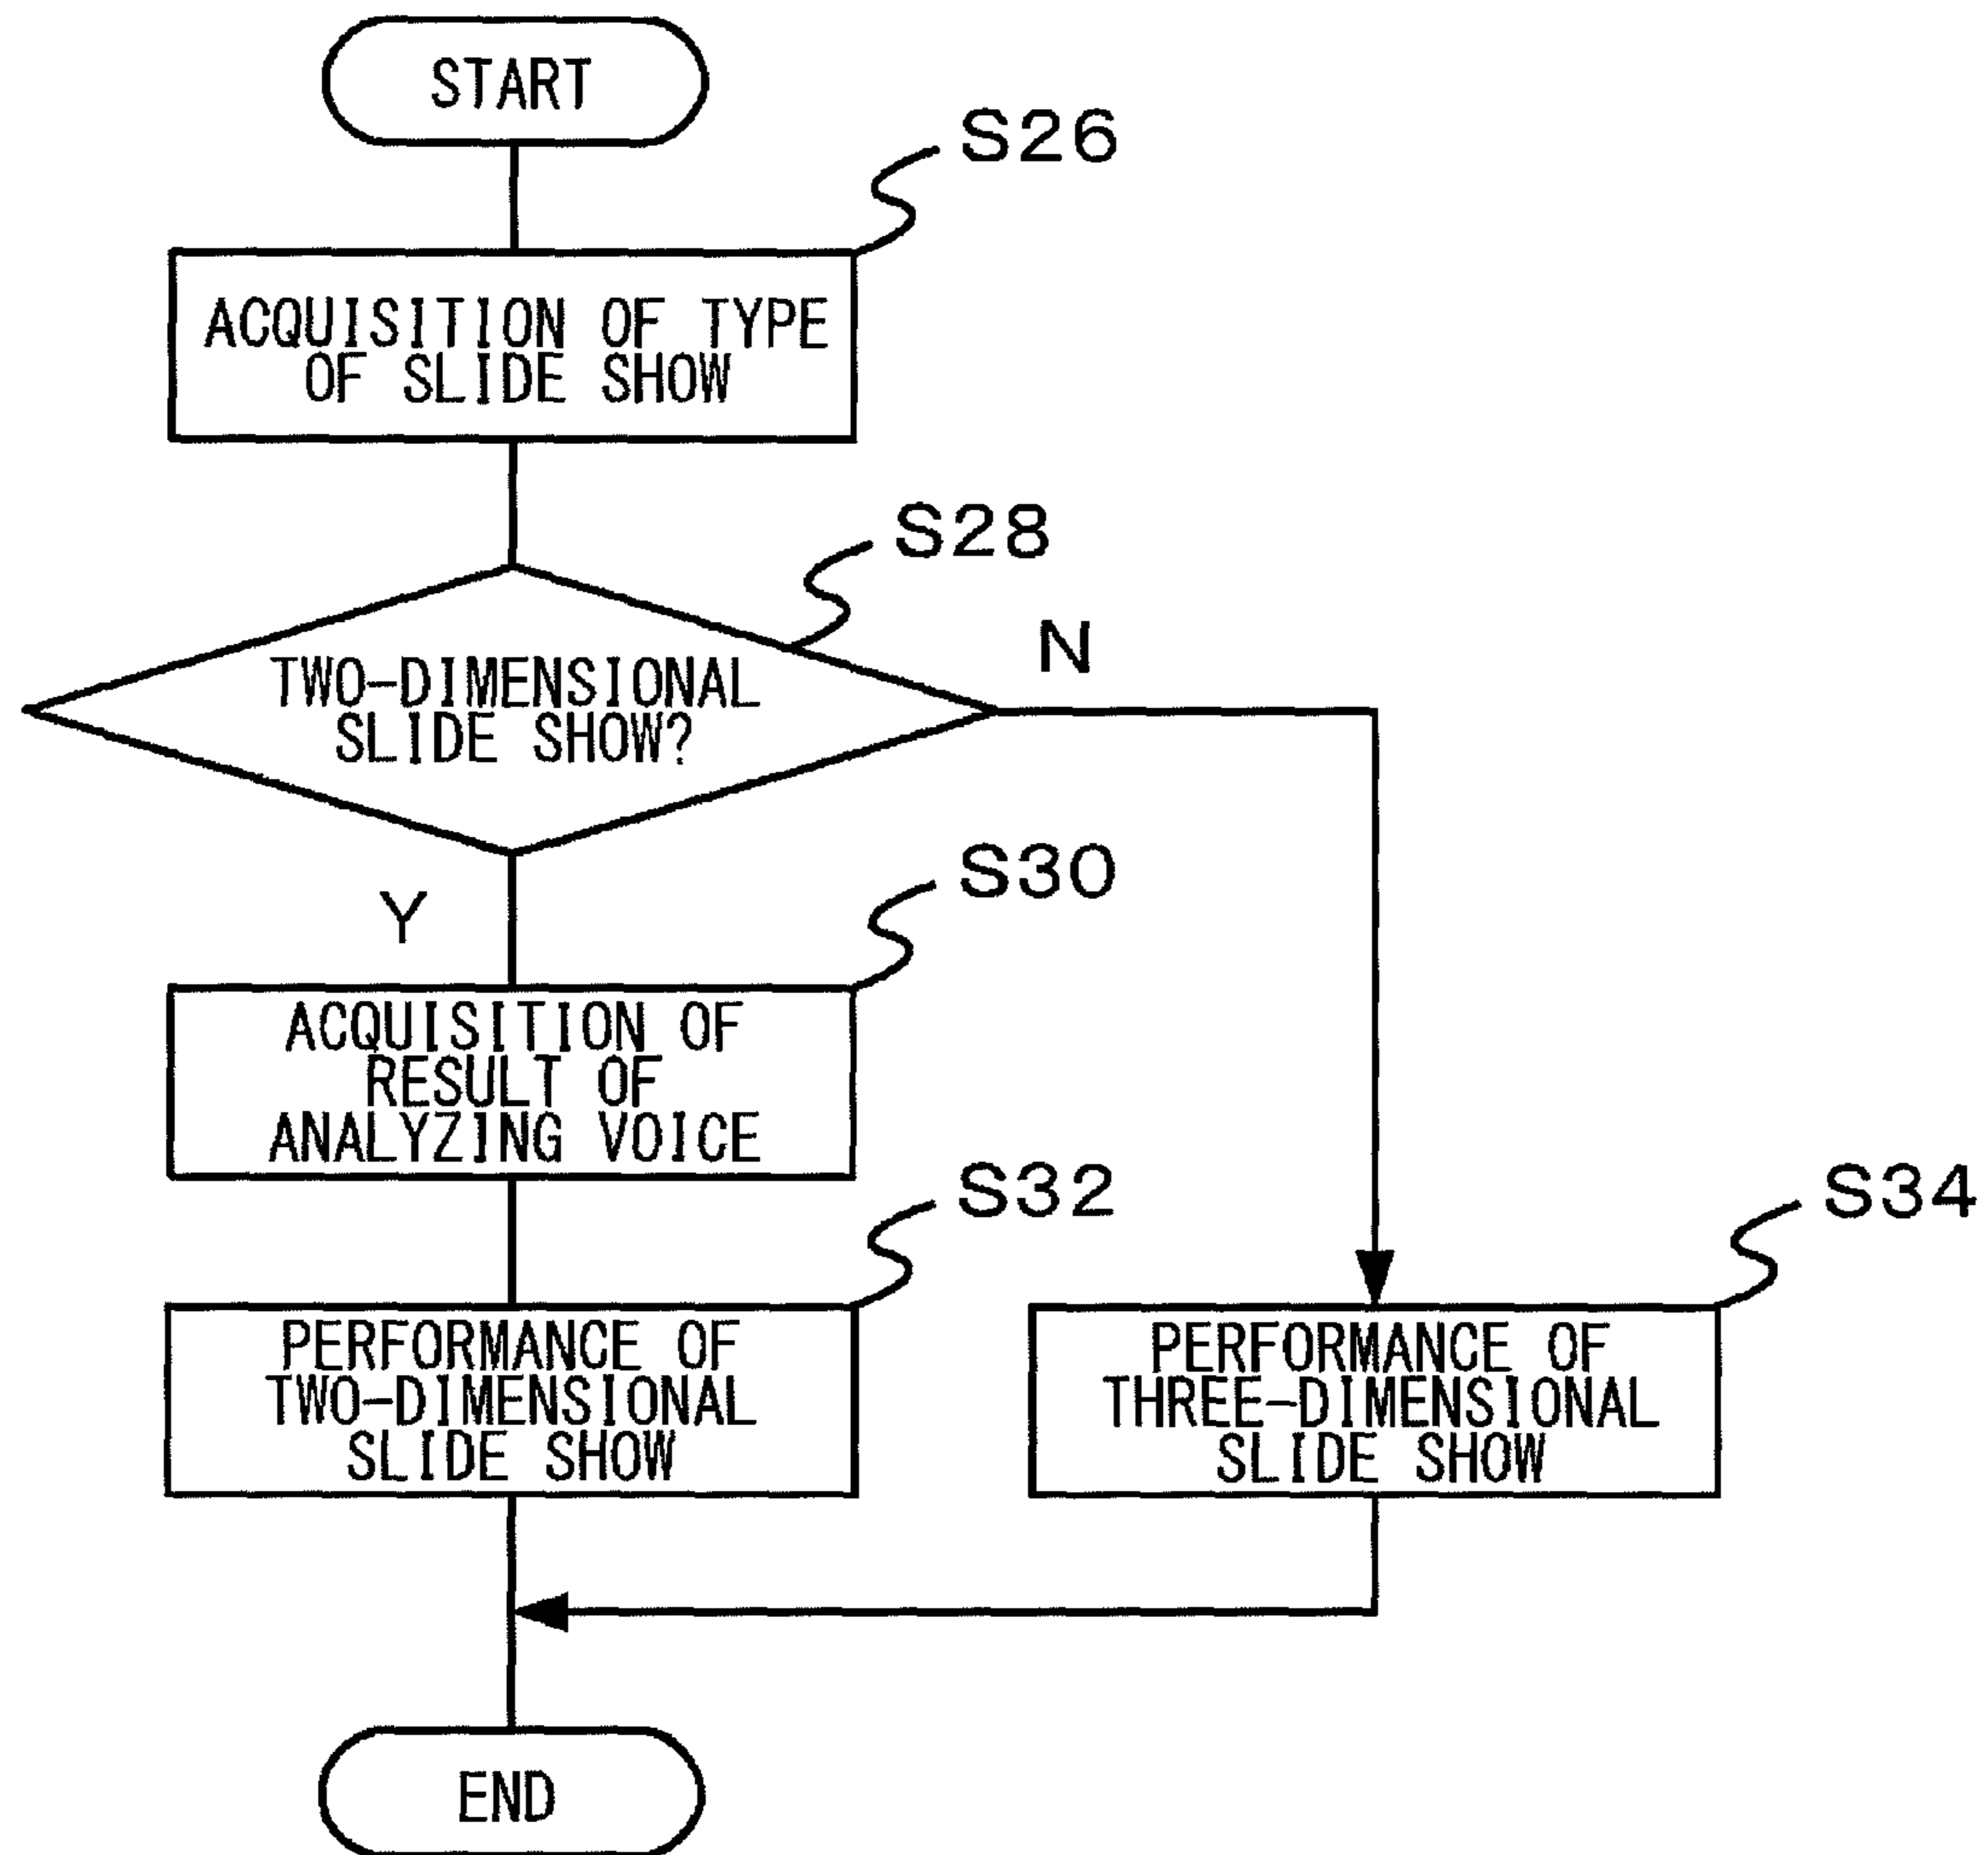 START
S26
ACQUISITION OF TYPE
OF SLIDE SHOW
S28
TWO-DIMENSIONAL
SLIDE SHOW?
N
Y
S30
ACQUISITION OF
RESULT OF
ANALYZING VOICE
S32
PERFORMANCE OF
TWO-DIMENSIONAL
SLIDE SHOW
S34
PERFORMANCE OF
THREE-DIMENSIONAL
SLIDE SHOW
END